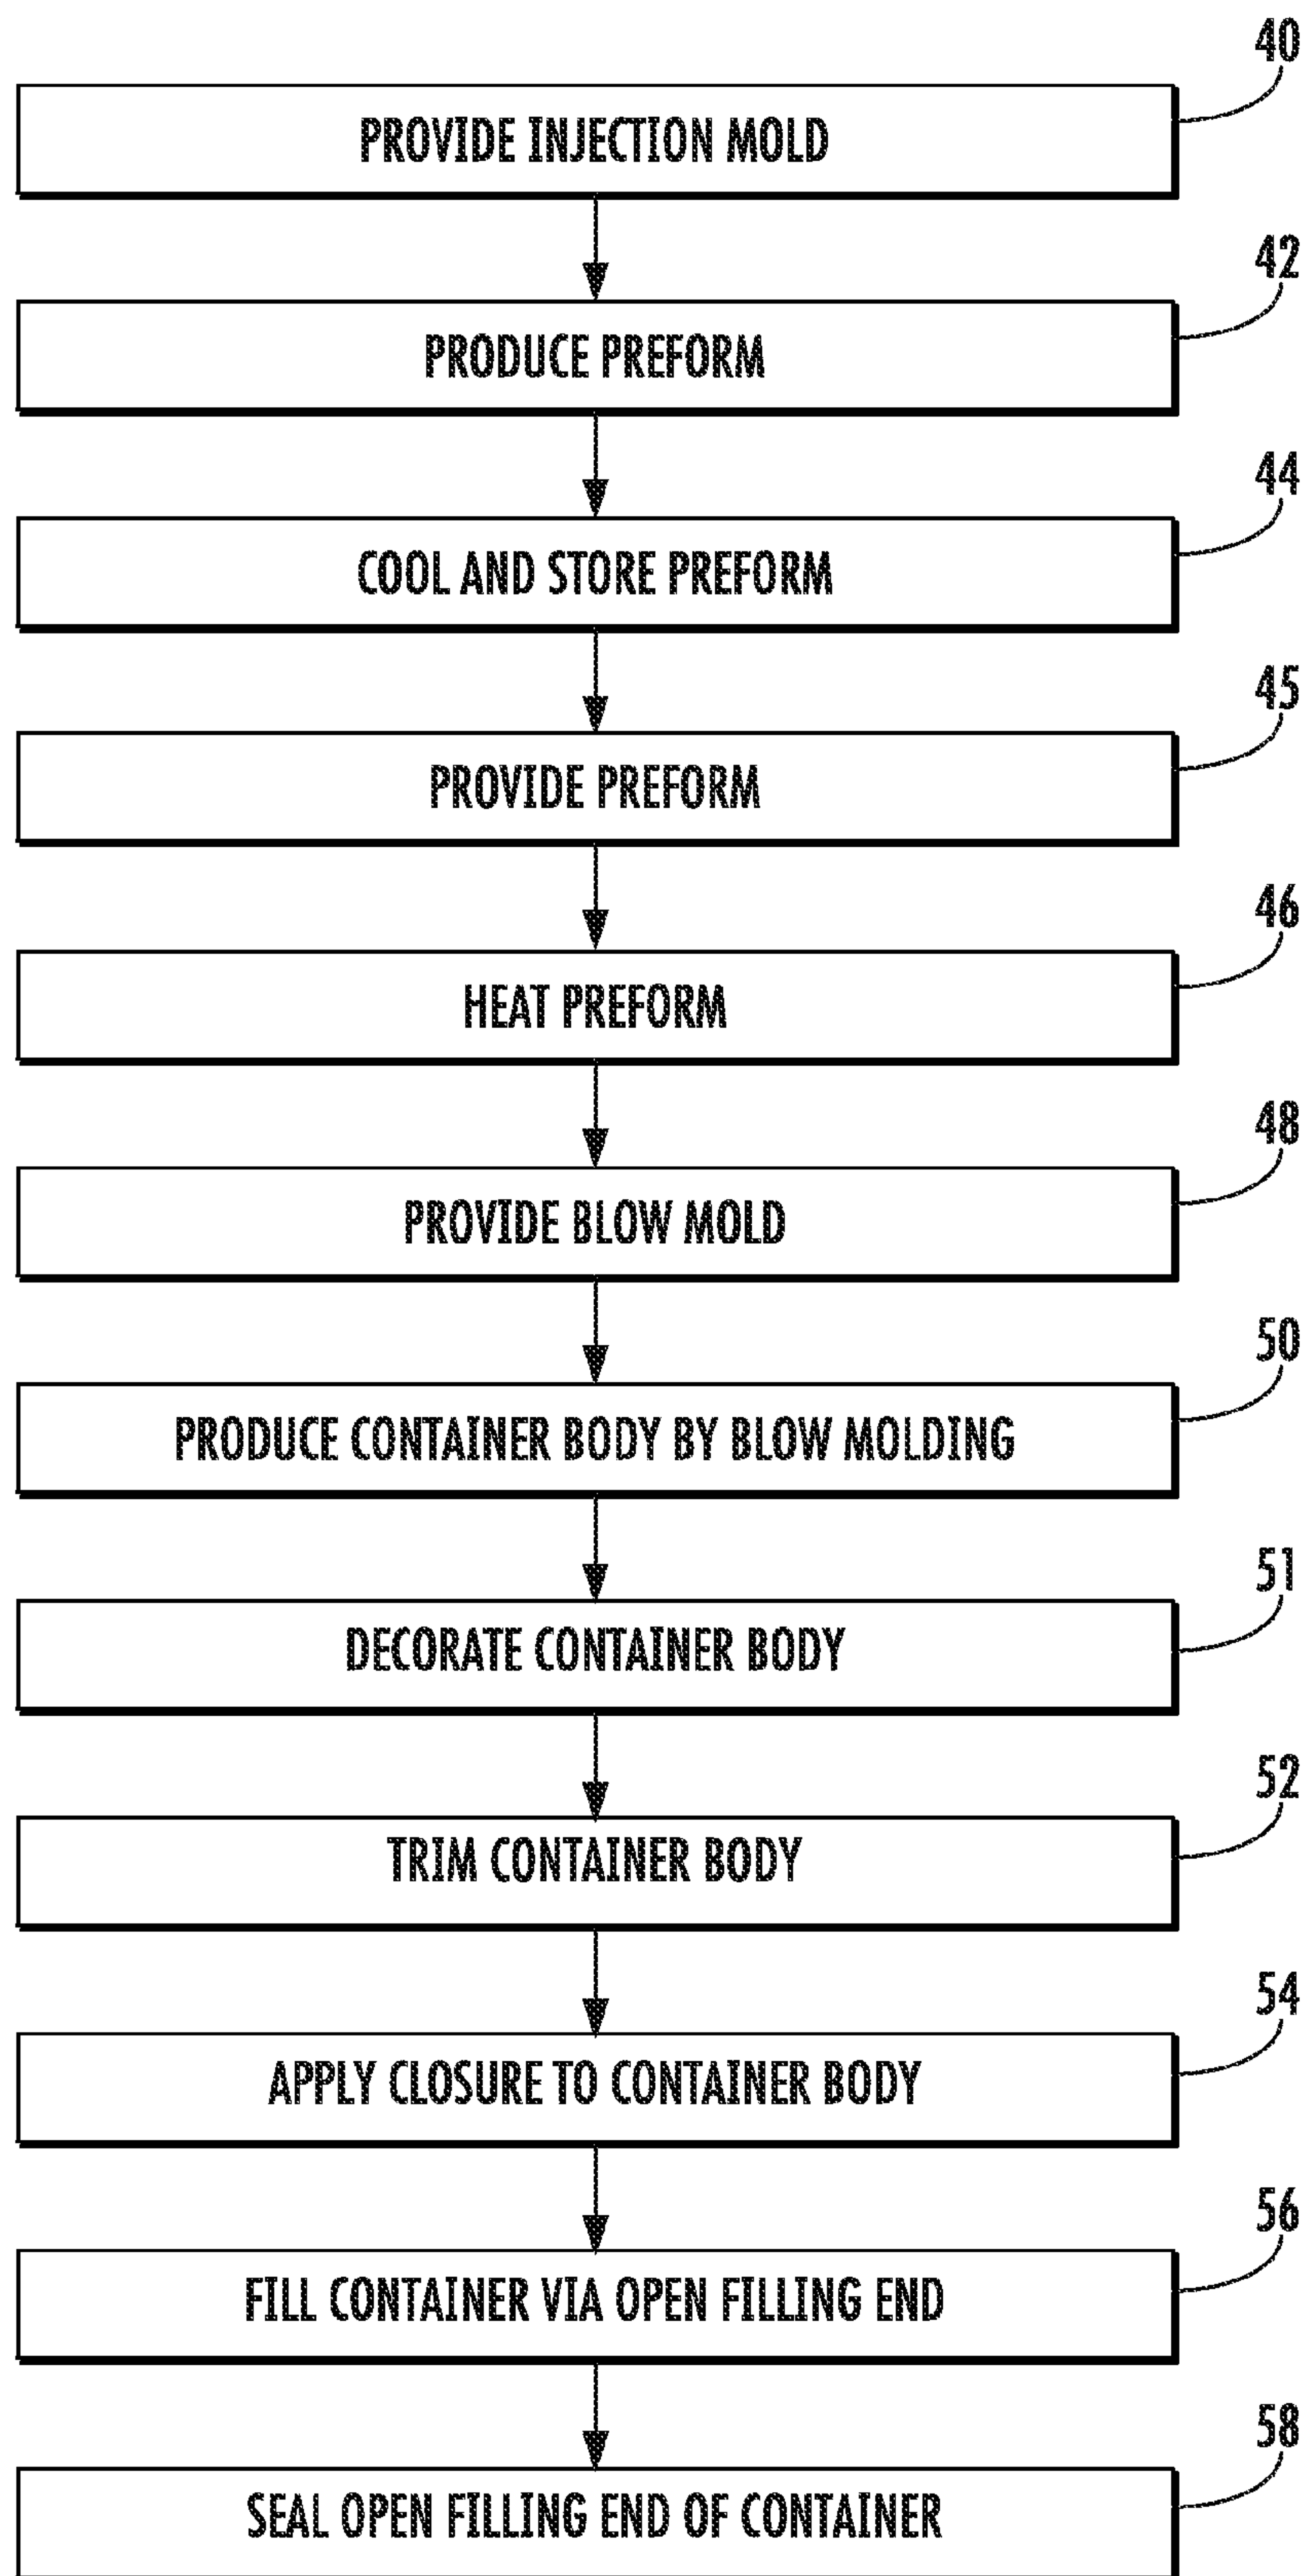 40
PROVIDE INJECTION MOLD
42
PRODUCE PREFORM
44
COOL AND STORE PREFORM
45
PROVIDE PREFORM
46
HEAT PREFORM
48
PROVIDE BLOW MOLD
50
PRODUCE CONTAINER BODY BY BLOW MOLDING
51
DECORATE CONTAINER BODY
52
TRIM CONTAINER BODY
54
APPLY CLOSURE TO CONTAINER BODY
56
FILL CONTAINER VIA OPEN FILLING END
58
SEAL OPEN FILLING END OF CONTAINER